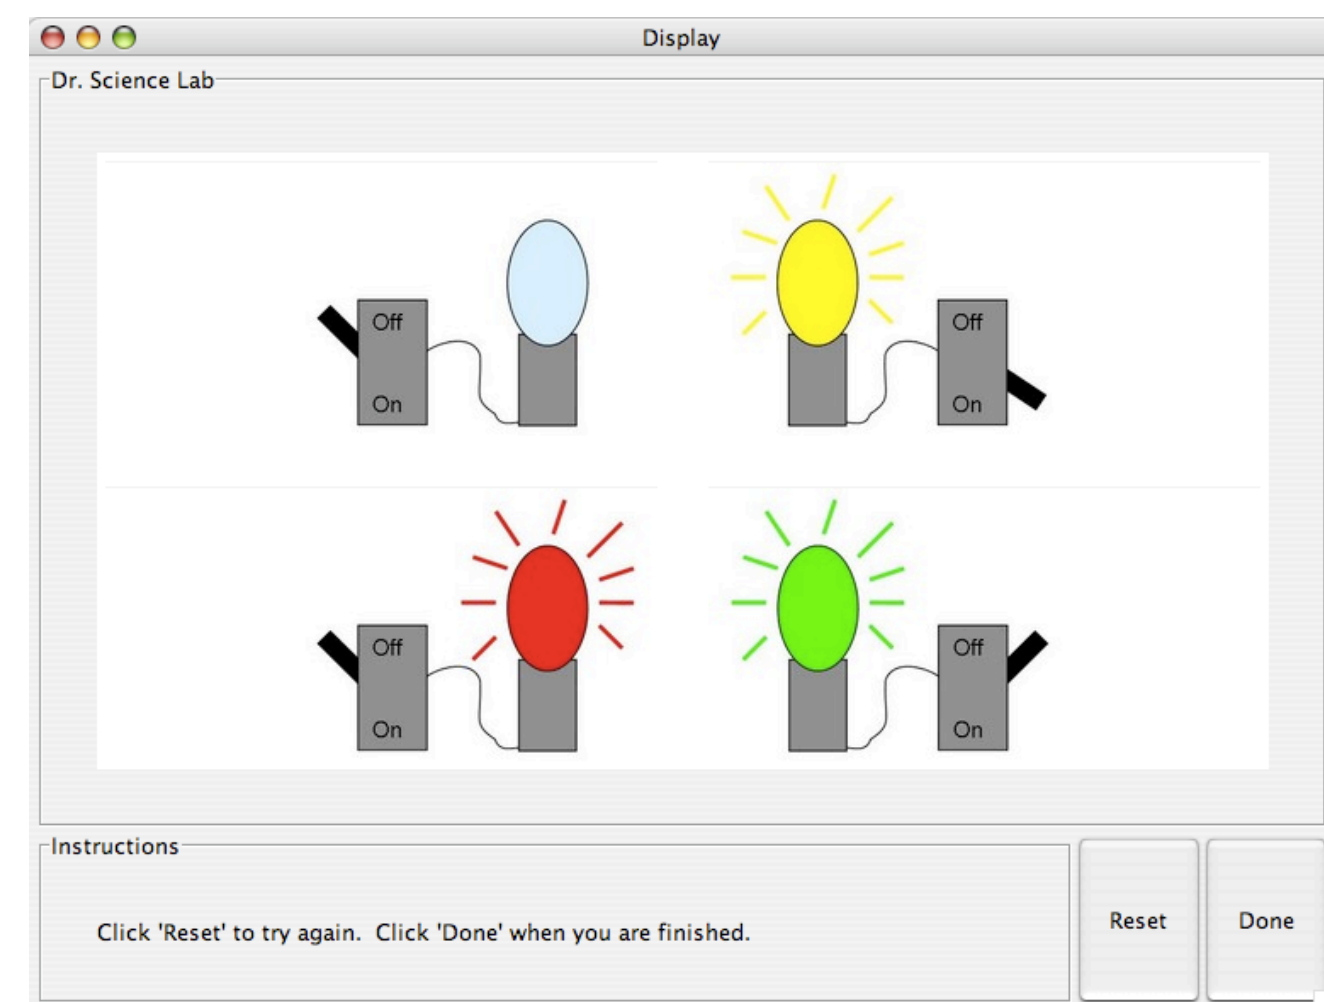 Display
Dr. Science Lab
Off
On
Off
On
Off
On
Off
On
Instructions
Click 'Reset' to try again.  Click 'Done' when you are finished.
Reset
Done